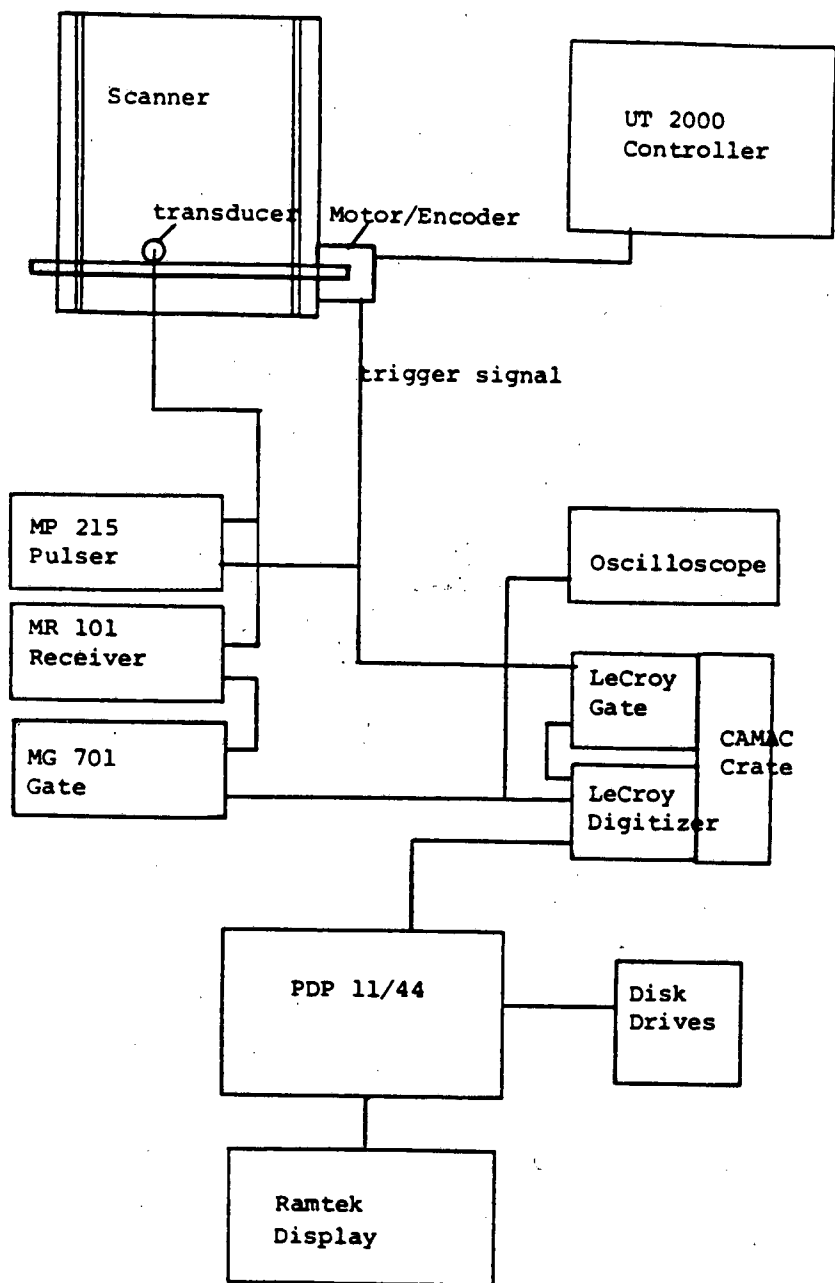 Scanner
UT 2000
Controller
transducer
Motor/Encoder
trigger signal
MP 215
Pulser
Oscilloscope
MR 101
Receiver
LeCroy
Gate
CAMAC
Crate
MG 701
Gate
LeCroy
Digitizer
PDP 11/44
Disk
Drives
Ramtek
Display